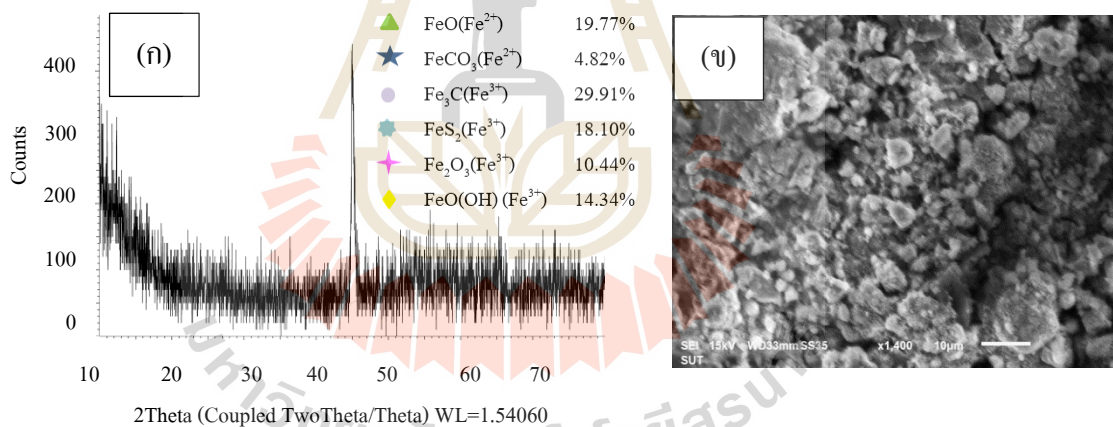 (ก)
FeO(Fe²⁺) 19.77%
FeCO₃(Fe²⁺) 4.82%
Fe₃C(Fe³⁺) 29.91%
FeS₂(Fe³⁺) 18.10%
Fe₂O₃(Fe³⁺) 10.44%
FeO(OH) (Fe³⁺) 14.34%
Counts
400
300
200
100
0
10 20 30 40 50 60 70
2Theta (Coupled TwoTheta/Theta) WL=1.54060
(ข)
SEI 15kV WD33mm SS35 x1,400 10µm
SUT